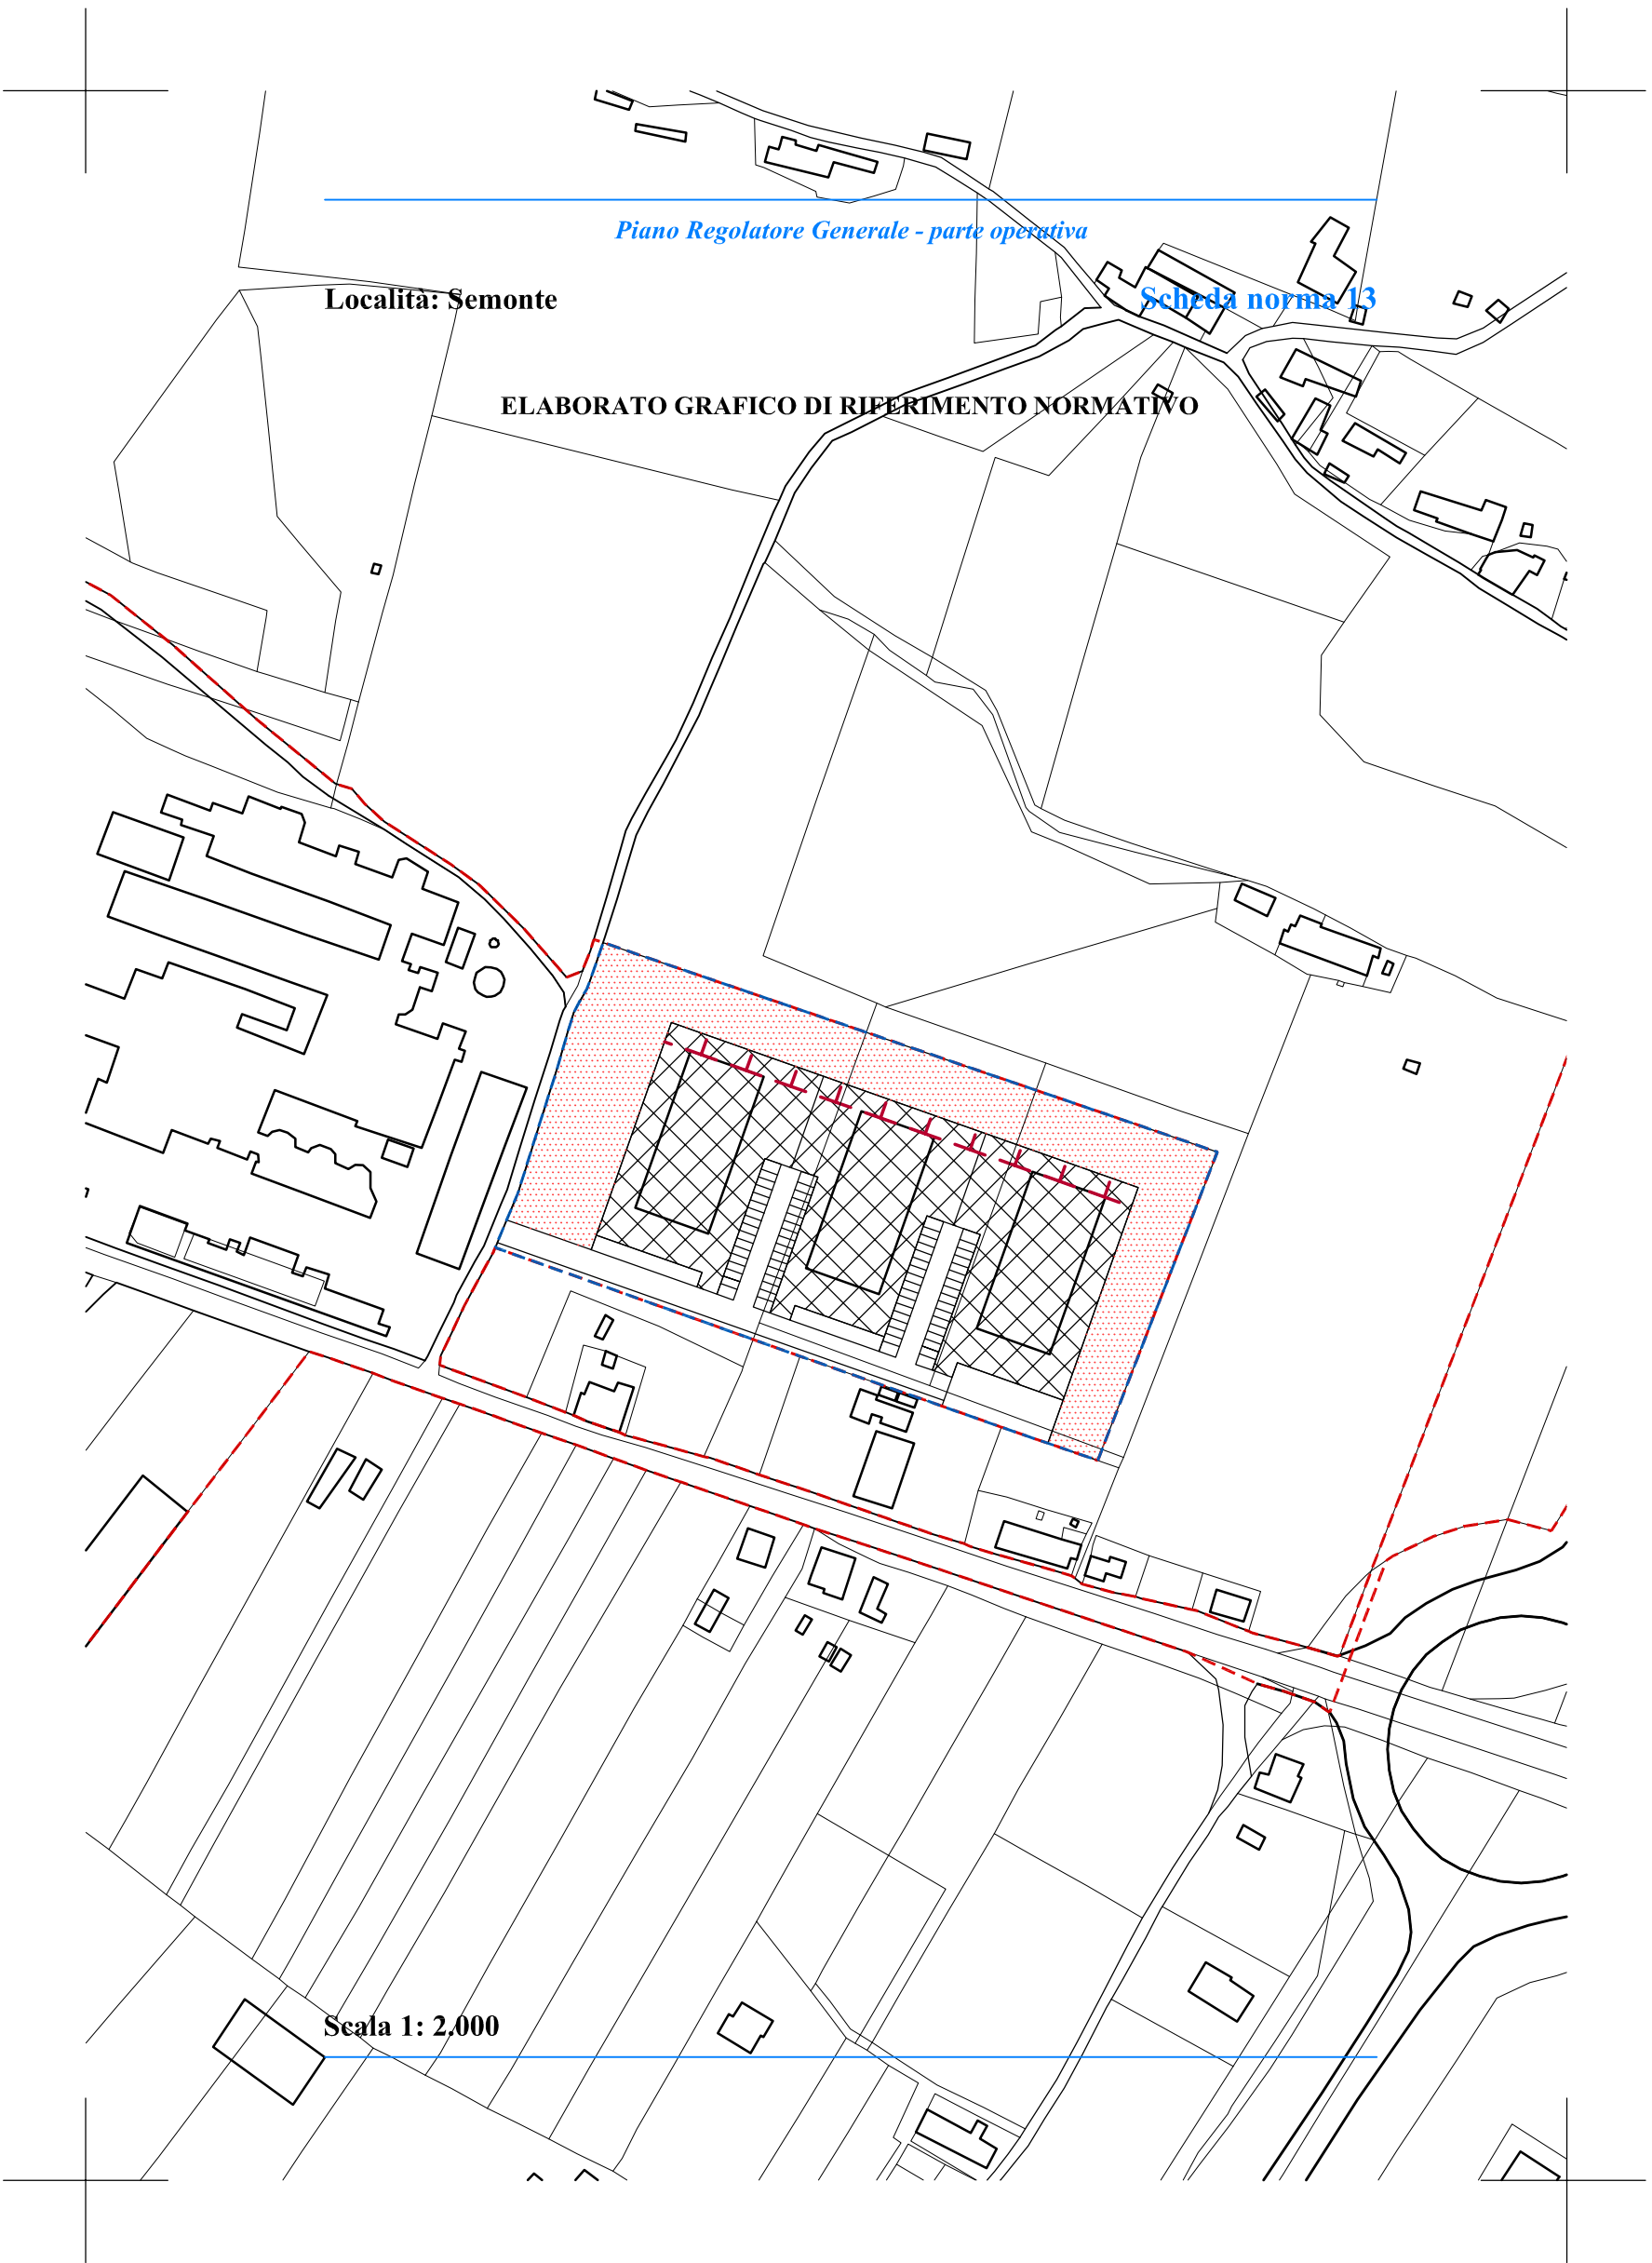 Piano Regolatore Generale - parte operativa
Località: Semonte
Scheda norma 13
ELABORATO GRAFICO DI RIFERIMENTO NORMATIVO
Scala 1: 2.000